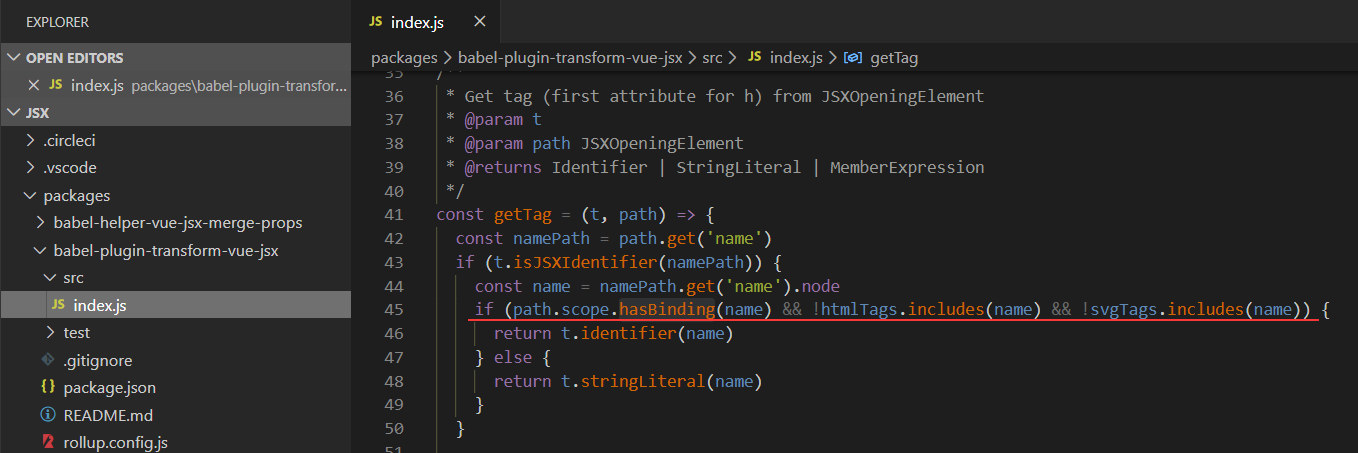 EXPLORER
OPEN EDITORS
JS index.js packages\babel-plugin-transfor...
JSX
.circleci
.vscode
packages
babel-helper-vue-jsx-merge-props
babel-plugin-transform-vue-jsx
src
JS index.js
test
.gitignore
{} package.json
README.md
rollup.config.js
JS index.js
packages > babel-plugin-transform-vue-jsx > src > JS index.js > getTag
35 /**
36 * Get tag (first attribute for h) from JSXOpeningElement
37 * @param t
38 * @param path JSXOpeningElement
39 * @returns Identifier | StringLiteral | MemberExpression
40 */
41 const getTag = (t, path) => {
42 const namePath = path.get('name')
43 if (t.isJSXIdentifier(namePath)) {
44 const name = namePath.get('name').node
45 if (path.scope.hasBinding(name) && !htmlTags.includes(name) && !svgTags.includes(name)) {
46 return t.identifier(name)
47 } else {
48 return t.stringLiteral(name)
49 }
50 }
51